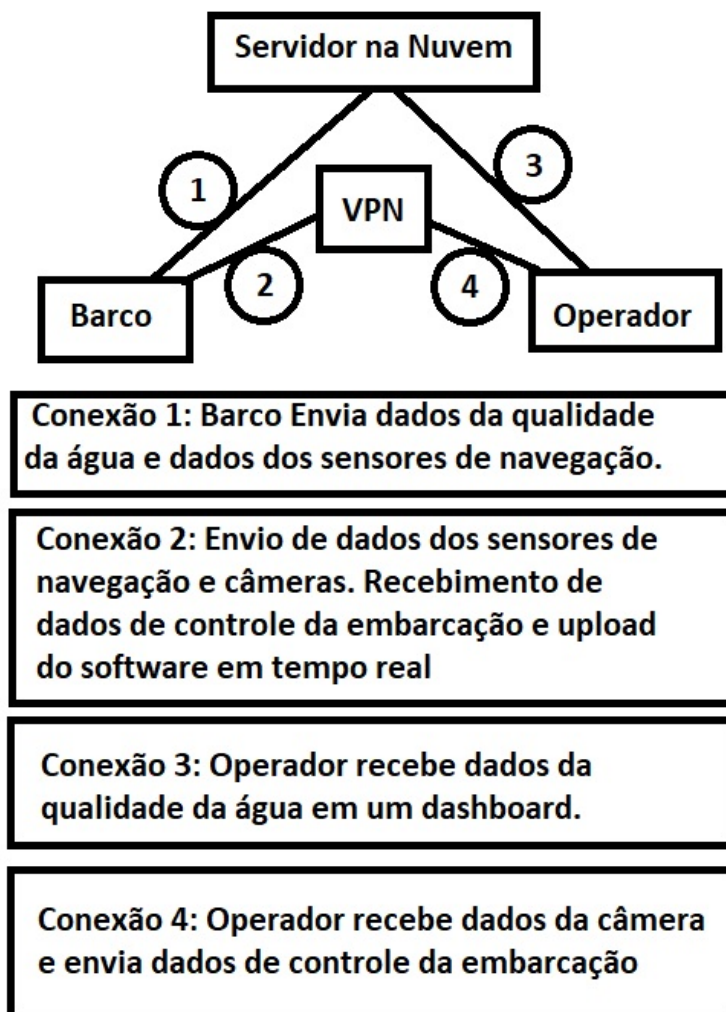 Servidor na Nuvem
3
1
VPN
2
4
Barco
Operador
Conexão 1: Barco Envia dados da qualidade
da água e dados dos sensores de navegação.
Conexão 2: Envio de dados dos sensores de
navegação e câmeras. Recebimento de
dados de controle da embarcação e upload
do software em tempo real
Conexão 3: Operador recebe dados da
qualidade da água em um dashboard.
Conexão 4: Operador recebe dados da câmera
e envia dados de controle da embarcação